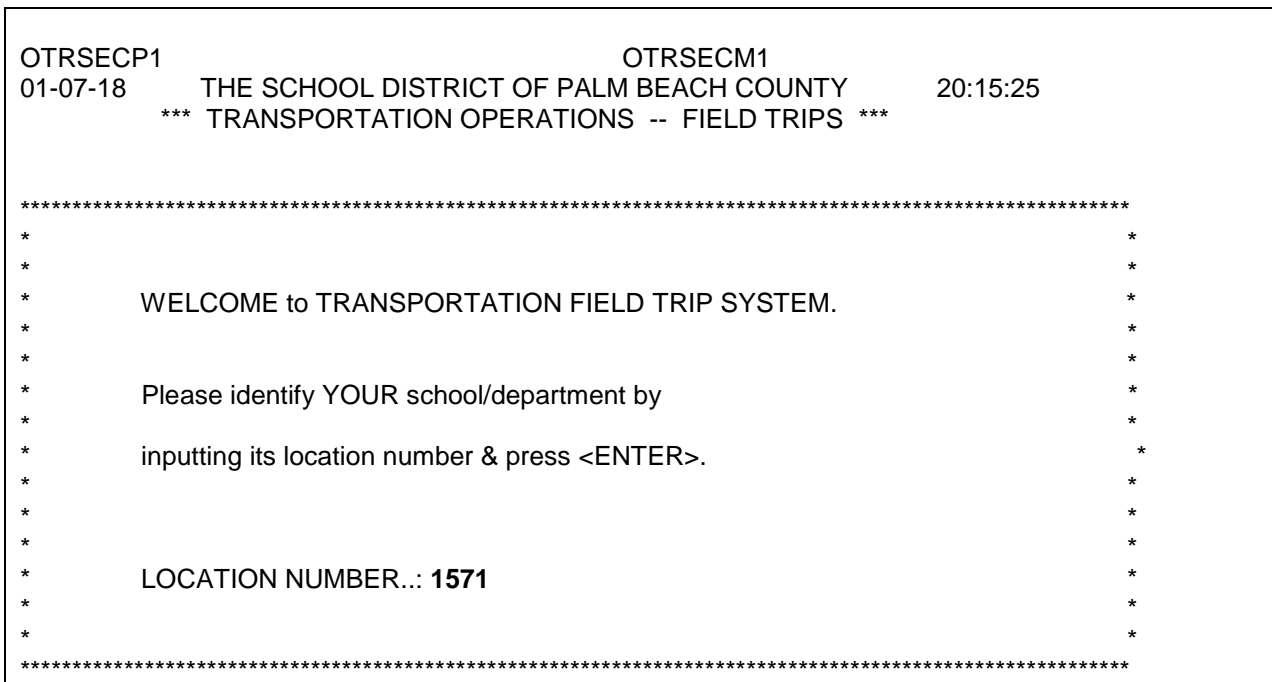 OTRSECP1 OTRSECM1
01-07-18 THE SCHOOL DISTRICT OF PALM BEACH COUNTY 20:15:25
*** TRANSPORTATION OPERATIONS -- FIELD TRIPS ***
************************************************************************************************************
* *
* *
* WELCOME to TRANSPORTATION FIELD TRIP SYSTEM. *
* *
* *
* Please identify YOUR school/department by *
* *
* inputting its location number & press <ENTER>. *
* *
* *
* *
* LOCATION NUMBER..: 1571 *
* *
* *
************************************************************************************************************